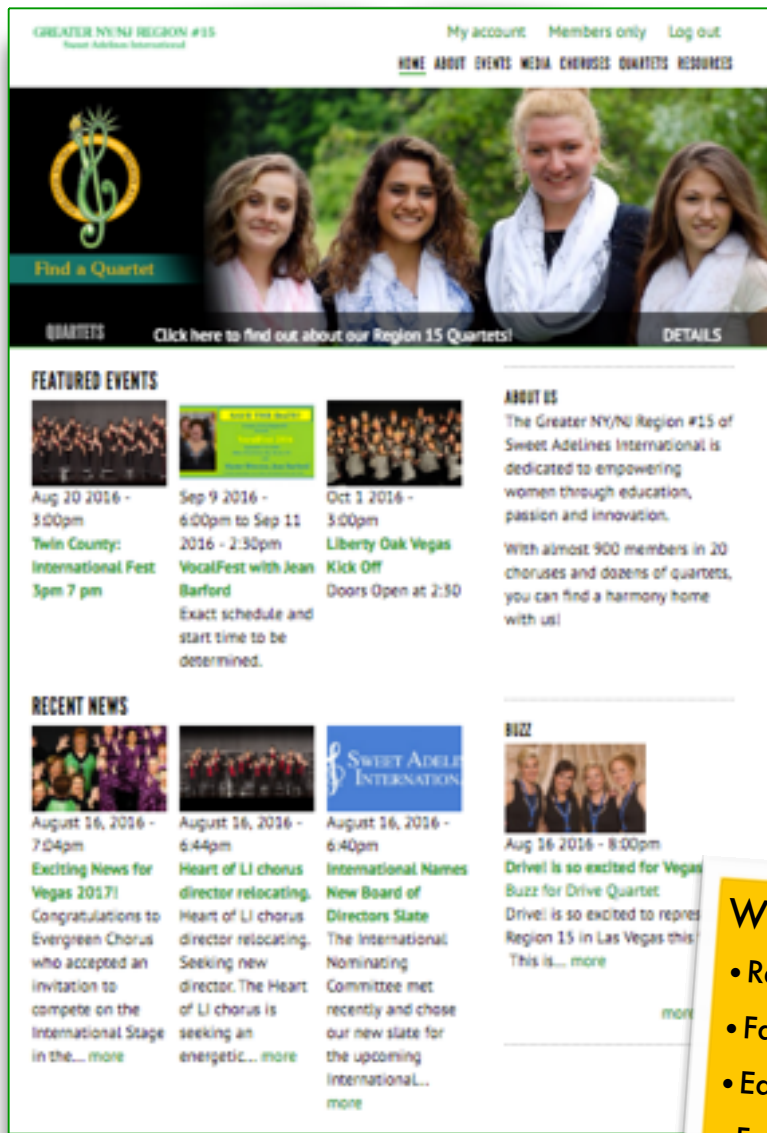 GREATER NY/NJ REGION #15
Sweet Adelines International
My account Members only Log out
HOME ABOUT EVENTS MEDIA CHORUSES QUARTETS RESOURCES
Find a Quartet
QUARTETS
Click here to find out about our Region 15 Quartets!
DETAILS
FEATURED EVENTS
Aug 20 2016 -
3:00pm
Twin County:
International Fest
3pm 7 pm
Sep 9 2016 -
6:00pm to Sep 11
2016 - 2:30pm
VocalFest with Jean
Barford
Exact schedule and
start time to be
determined.
Oct 1 2016 -
3:00pm
Liberty Oak Vegas
Kick Off
Doors Open at 2:30
ABOUT US
The Greater NY/NJ Region #15 of
Sweet Adelines International is
dedicated to empowering
women through education,
passion and innovation.
With almost 900 members in 20
choruses and dozens of quartets,
you can find a harmony home
with us!
RECENT NEWS
August 16, 2016 -
7:04pm
Exciting News for
Vegas 2017!
Congratulations to
Evergreen Chorus
who accepted an
invitation to
compete on the
International Stage
in the... more
August 16, 2016 -
6:44pm
Heart of LI chorus
director relocating.
Heart of LI chorus
director relocating.
Seeking new
director. The Heart
of LI chorus is
seeking an
energetic... more
SWEET ADELI
INTERNATION
August 16, 2016 -
6:40pm
International Names
New Board of
Directors Slate
The International
Nominating
Committee met
recently and chose
our new slate for
the upcoming
International...
more
BUZZ
Aug 16 2016 - 8:00pm
Drive! is so excited for Vegas
Buzz for Drive Quartet
Drive! is so excited to repres
Region 15 in Las Vegas this
This is... more
mor
W
• R
• Fa
• Ed